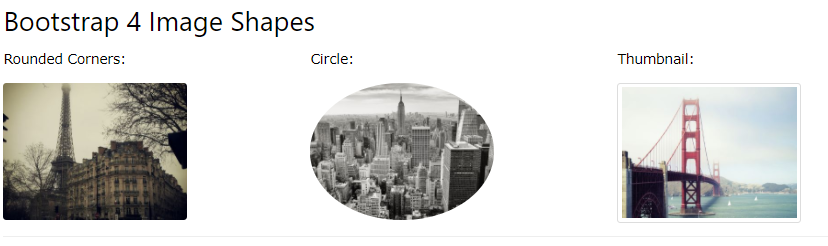 Bootstrap 4 Image Shapes
Rounded Corners:
Circle:
Thumbnail: